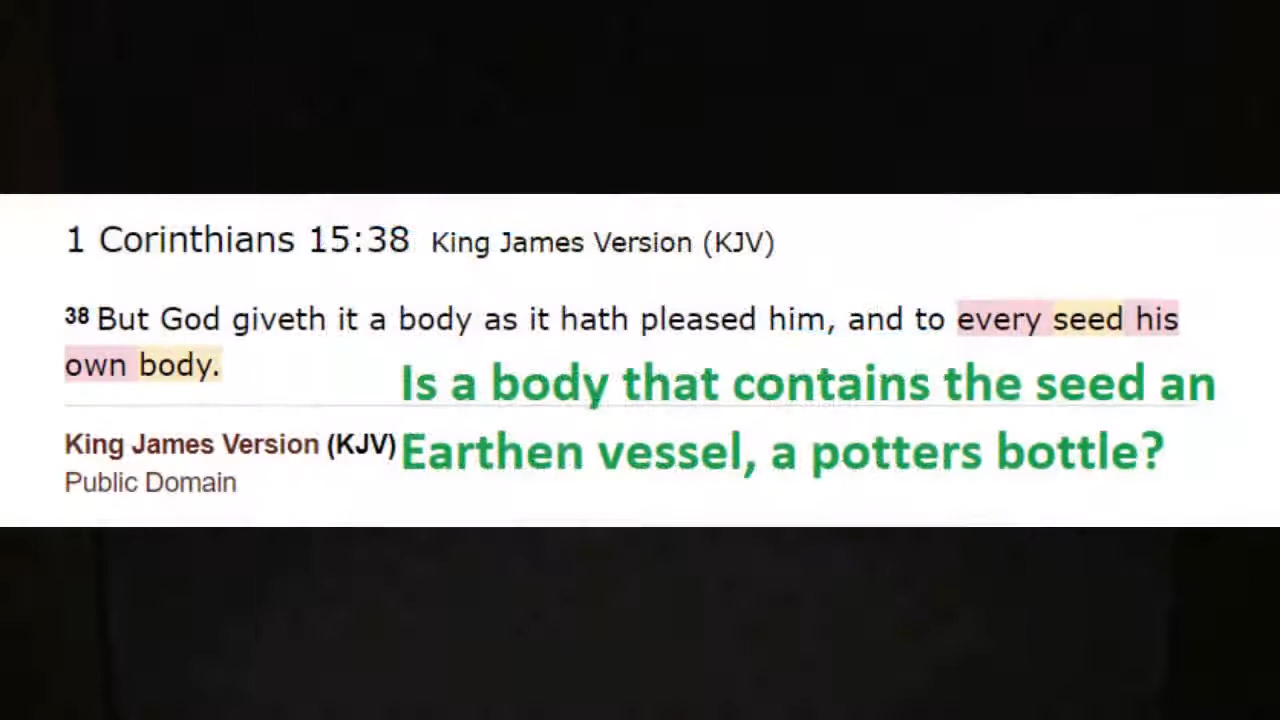 1 Corinthians 15:38 King James Version (KJV)
38 But God giveth it a body as it hath pleased him, and to every seed his
own body.
Is a body that contains the seed an
King James Version (KJV) Earthen vessel, a potters bottle?
Public Domain